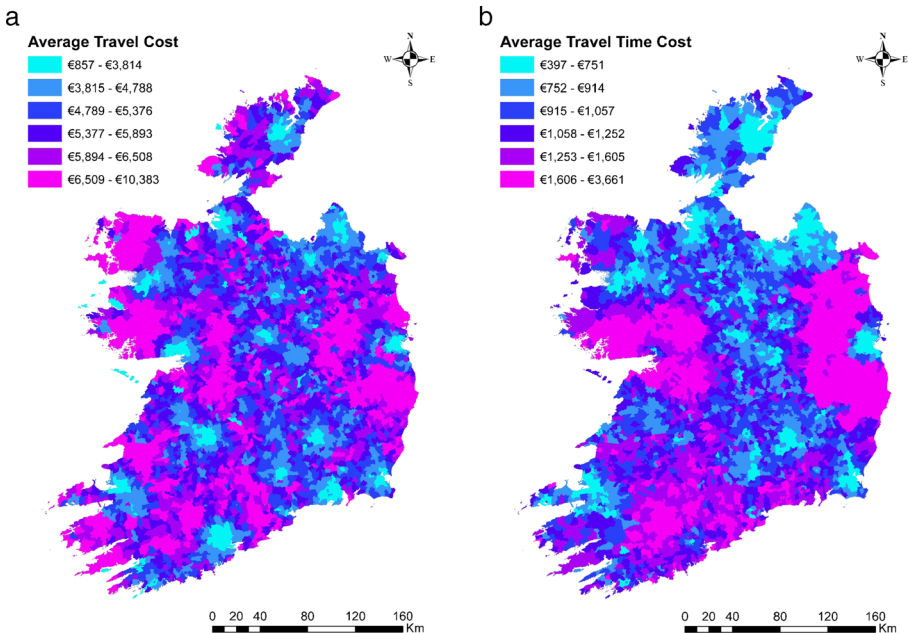 a
Average Travel Cost
€857 - €3,814
€3,815 - €4,788
€4,789 - €5,376
€5,377 - €5,893
€5,894 - €6,508
€6,509 - €10,383
N
W E
S
0 20 40 80 120 160
Km
b
Average Travel Time Cost
€397 - €751
€752 - €914
€915 - €1,057
€1,058 - €1,252
€1,253 - €1,605
€1,606 - €3,661
N
W E
S
0 20 40 80 120 160
Km